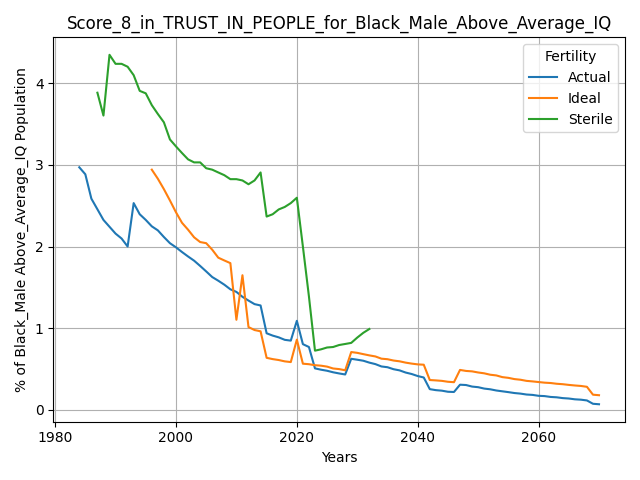 Score_8_in_TRUST_IN_PEOPLE_for_Black_Male_Above_Average_IQ
% of Black_Male Above_Average_IQ Population
4
3
2
1
0
Fertility
Actual
Ideal
Sterile
1980
2000
2020
2040
2060
Years